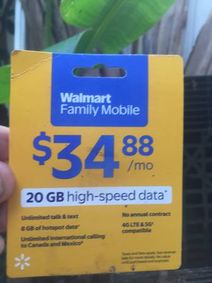 Walmart
Family Mobile
$34 88
/mo
20 GB high-speed data*
Unlimited talk & text
8 GB of hotspot data*
Unlimited international calling
to Canada and Mexico*
No annual contract
4G LTE & 5G*
compatible